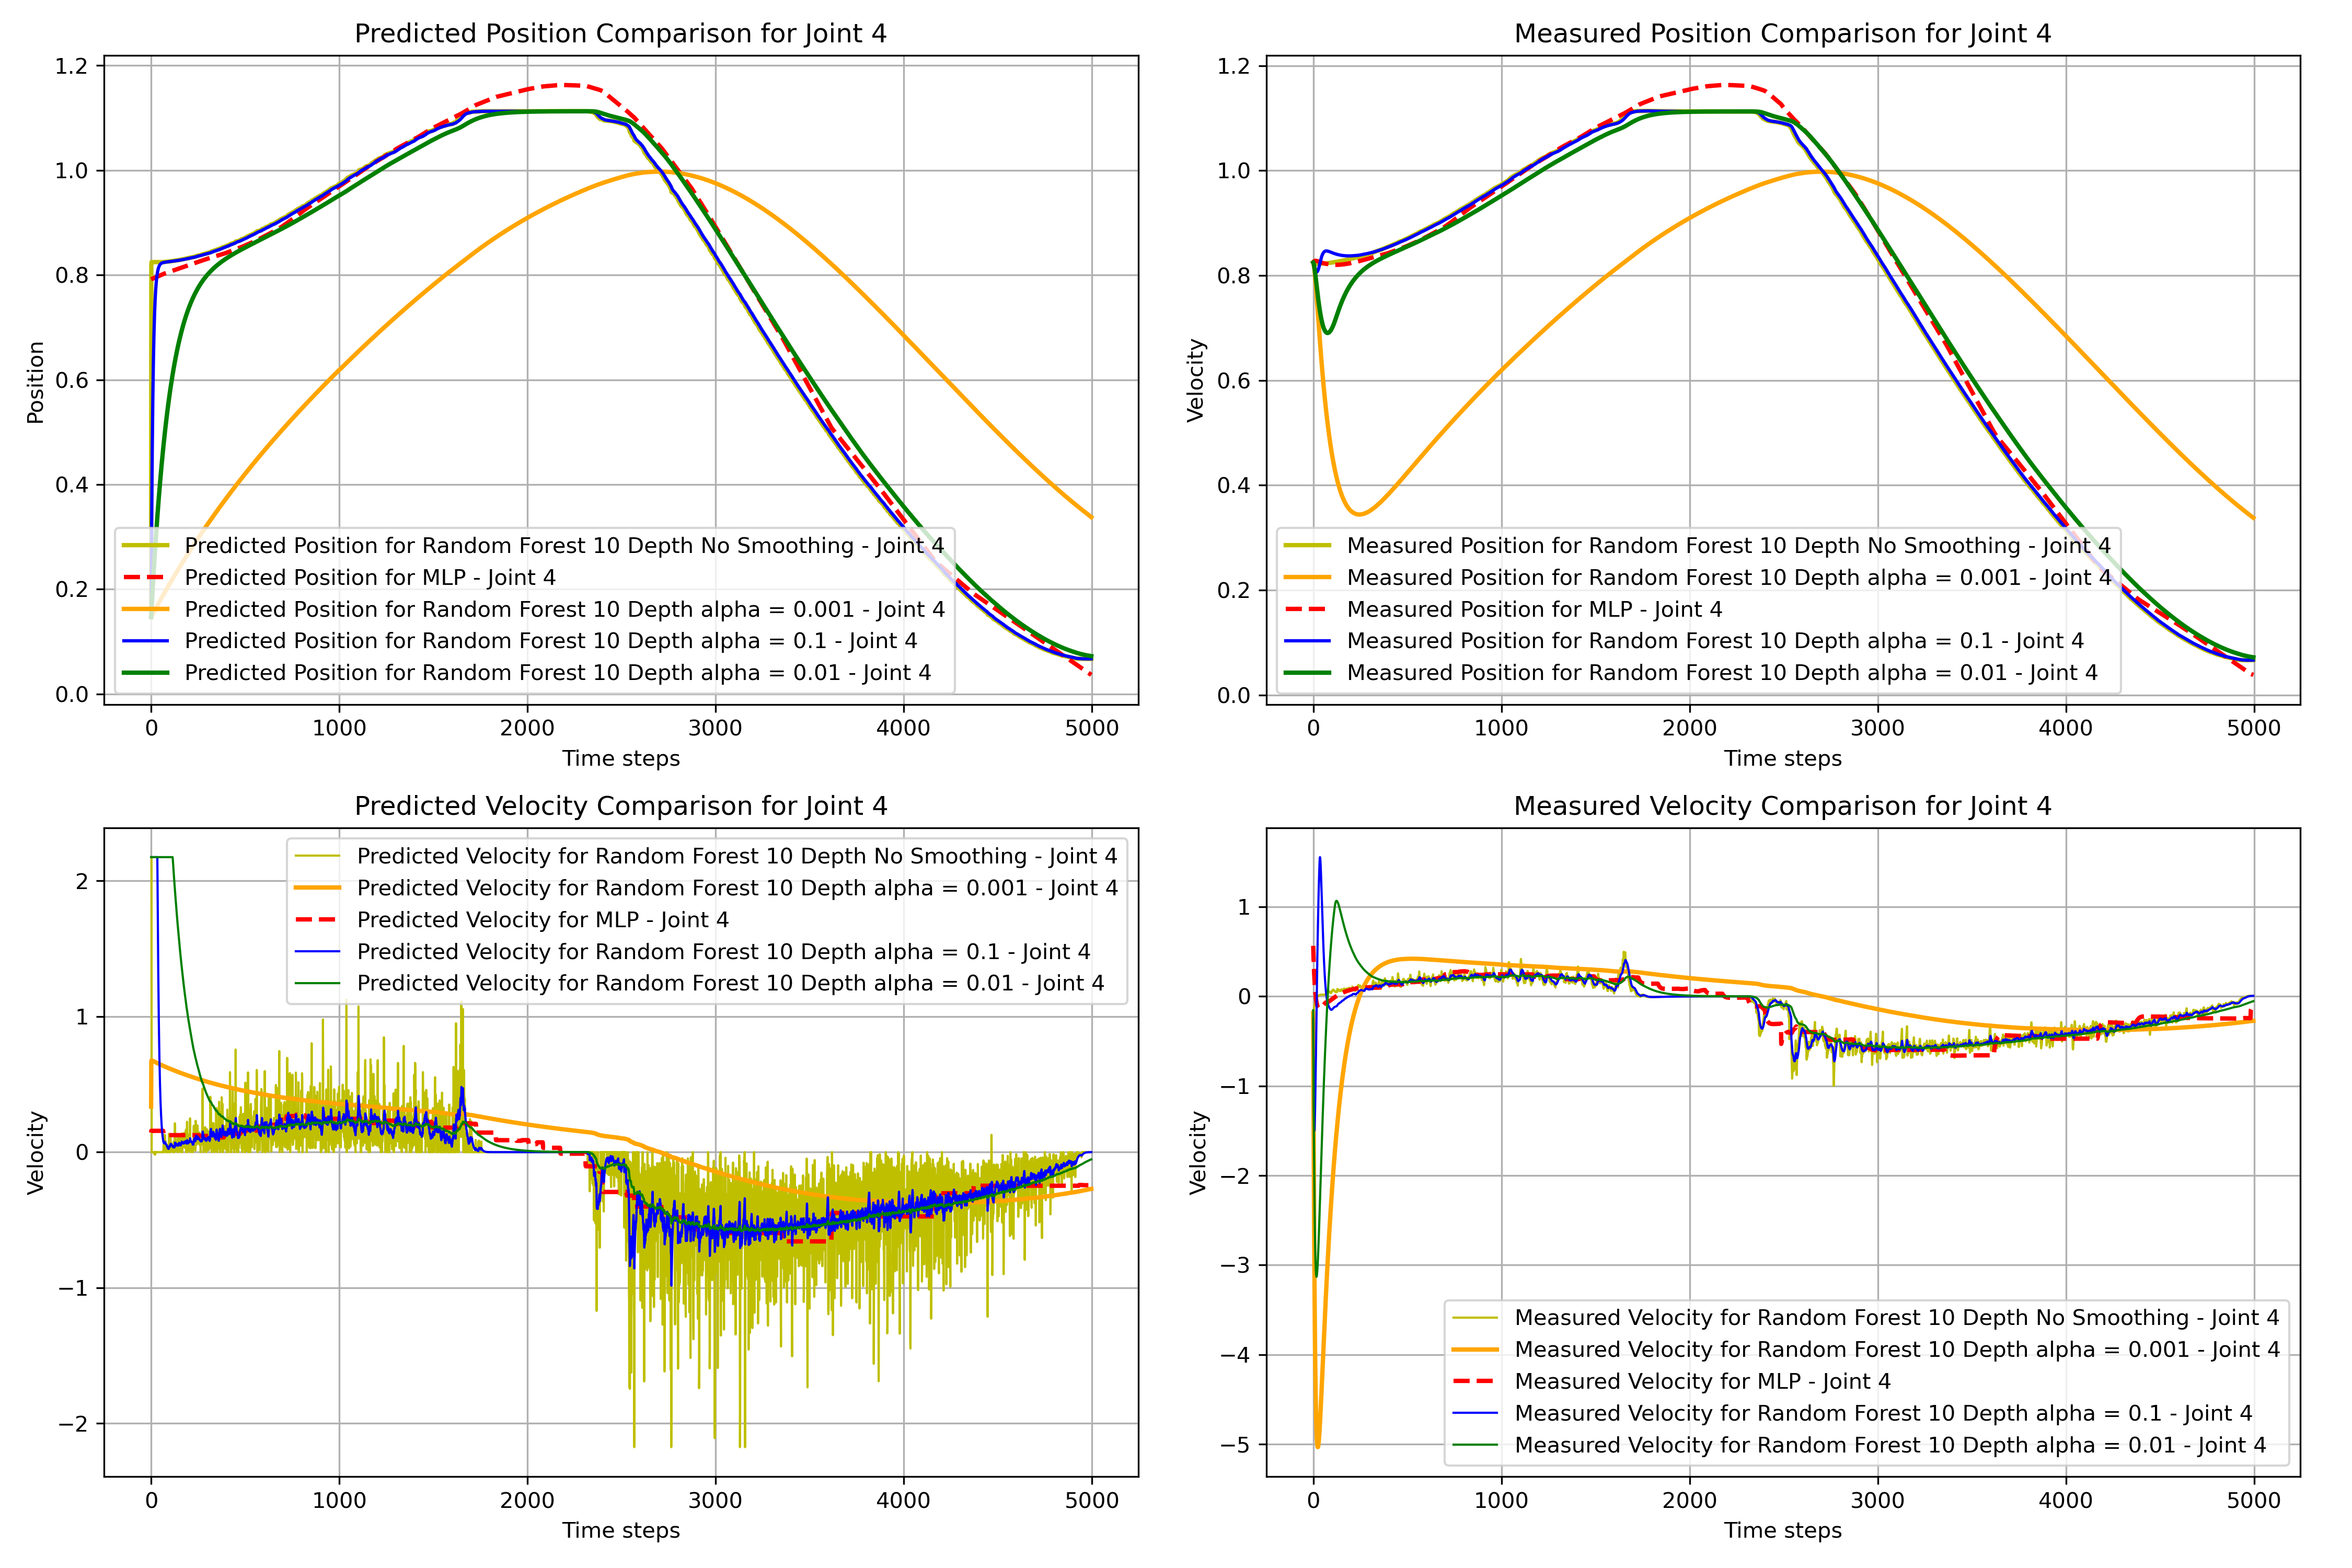 Predicted Position Comparison for Joint 4
Position
1.2
1.0
0.8
0.6
0.4
0.2
0.0
Predicted Position for Random Forest 10 Depth No Smoothing - Joint 4
Predicted Position for MLP - Joint 4
Predicted Position for Random Forest 10 Depth alpha = 0.001 - Joint 4
Predicted Position for Random Forest 10 Depth alpha = 0.1 - Joint 4
Predicted Position for Random Forest 10 Depth alpha = 0.01 - Joint 4
0 1000 2000 3000 4000 5000
Time steps
Measured Position Comparison for Joint 4
Velocity
1.2
1.0
0.8
0.6
0.4
0.2
0.0
Measured Position for Random Forest 10 Depth No Smoothing - Joint 4
Measured Position for Random Forest 10 Depth alpha = 0.001 - Joint 4
Measured Position for MLP - Joint 4
Measured Position for Random Forest 10 Depth alpha = 0.1 - Joint 4
Measured Position for Random Forest 10 Depth alpha = 0.01 - Joint 4
0 1000 2000 3000 4000 5000
Time steps
Predicted Velocity Comparison for Joint 4
Velocity
2
1
0
−1
−2
Predicted Velocity for Random Forest 10 Depth No Smoothing - Joint 4
Predicted Velocity for Random Forest 10 Depth alpha = 0.001 - Joint 4
Predicted Velocity for MLP - Joint 4
Predicted Velocity for Random Forest 10 Depth alpha = 0.1 - Joint 4
Predicted Velocity for Random Forest 10 Depth alpha = 0.01 - Joint 4
0 1000 2000 3000 4000 5000
Time steps
Measured Velocity Comparison for Joint 4
Velocity
1
0
−1
−2
−3
−4
−5
Measured Velocity for Random Forest 10 Depth No Smoothing - Joint 4
Measured Velocity for Random Forest 10 Depth alpha = 0.001 - Joint 4
Measured Velocity for MLP - Joint 4
Measured Velocity for Random Forest 10 Depth alpha = 0.1 - Joint 4
Measured Velocity for Random Forest 10 Depth alpha = 0.01 - Joint 4
0 1000 2000 3000 4000 5000
Time steps